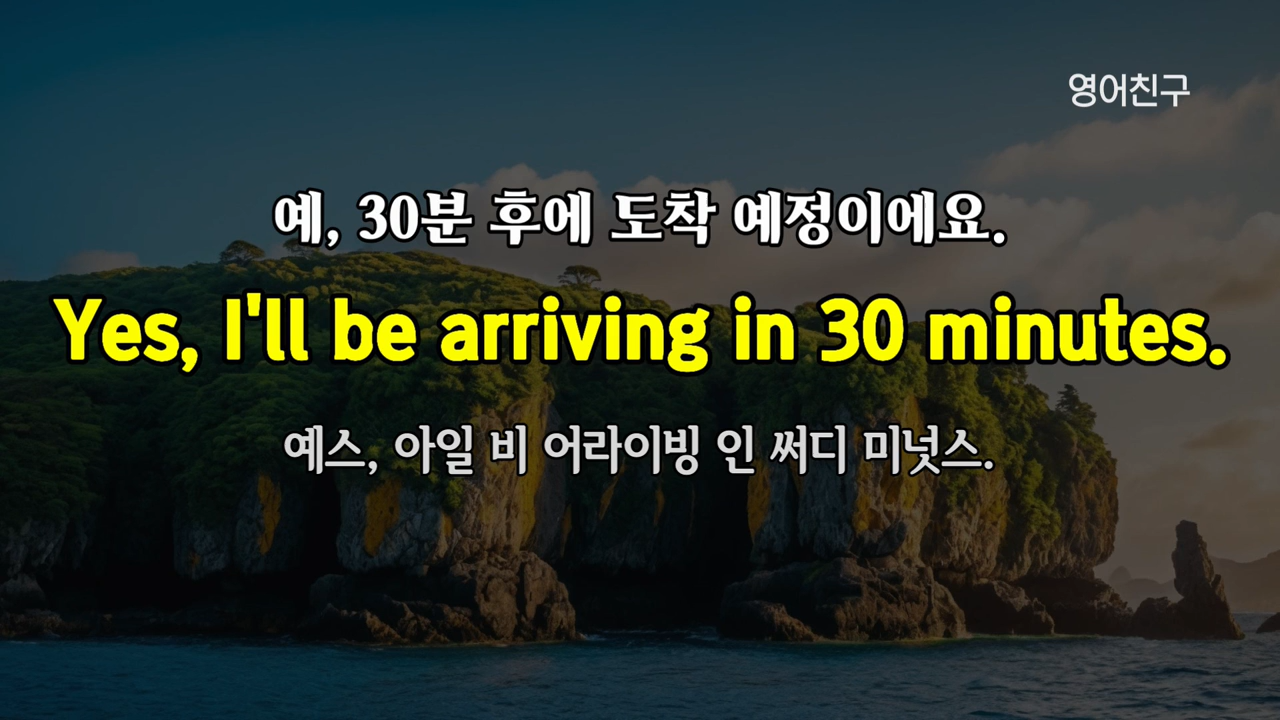 영어친구
예, 30분 후에 도착 예정이에요.
Yes, I'll be arriving in 30 minutes.
예스, 아일 비 어라이빙 인 써디 미넛스.